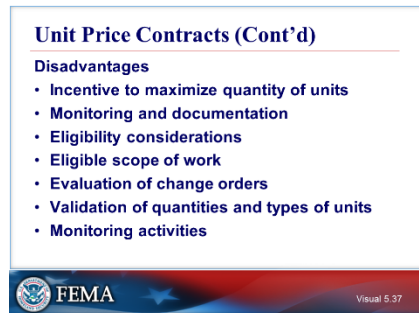 Unit Price Contracts (Cont'd)
Disadvantages
• Incentive to maximize quantity of units
• Monitoring and documentation
• Eligibility considerations
• Eligible scope of work
• Evaluation of change orders
• Validation of quantities and types of units
• Monitoring activities
FEMA
Visual 5.37